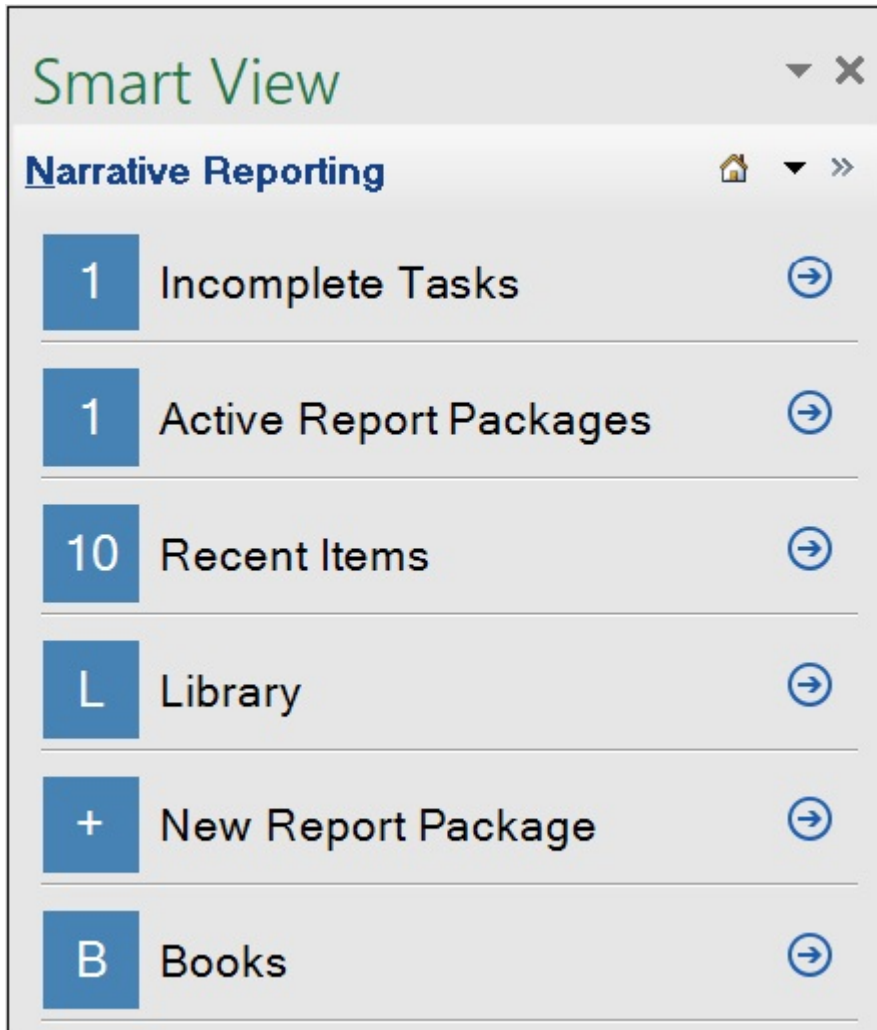 Smart View
Narrative Reporting
1 Incomplete Tasks
1 Active Report Packages
10 Recent Items
L Library
+ New Report Package
B Books